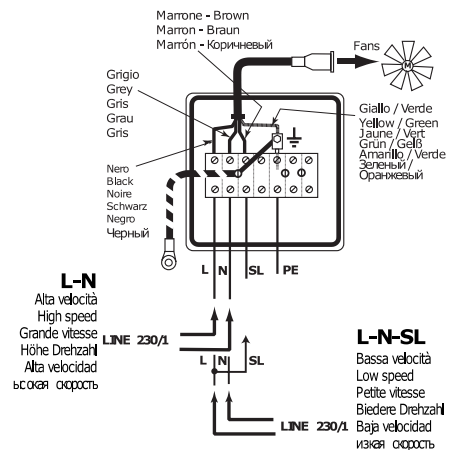 Marrone - Brown
Marron - Braun
Marrón - Коричневый
Fans
M
Grigio
Grey
Gris
Grau
Gris
Giallo / Verde
Yellow / Green
Jaune / Vert
Grün / Gelß
Amarillo / Verde
Зеленый /
Оранжевый
Nero
Black
Noire
Schwarz
Negro
Черный
L N SL PE
L-N
Alta velocità
High speed
Grande vitesse
Höhe Drehzahl
Alta velocidad
ьсокая скорость
LINE 230/1
L N SL
L-N-SL
Bassa velocità
Low speed
Petite vitesse
Biedere Drehzahl
Baja velocidad
изкая скорость
LINE 230/1